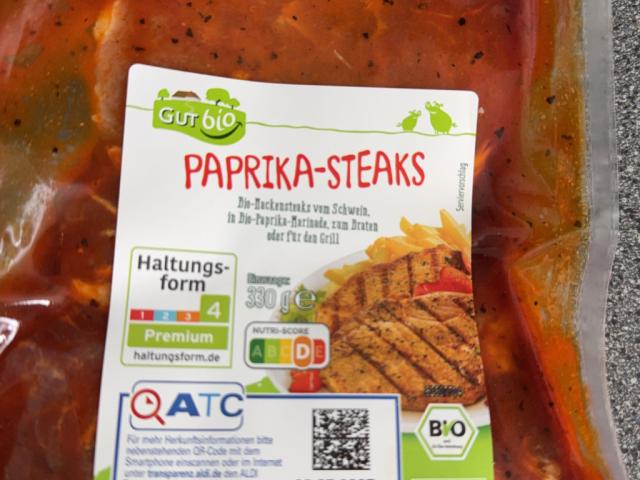 GUT bio
PAPRIKA-STEAKS
Bio-Nackensteaks vom Schwein,
in Bio-Paprika-Marinade, zum Braten
oder für den Grill
Serviervorschlag
Haltungs-
form
1 2 3 4
Premium
haltungsform.de
Einwaage:
330 g e
NUTRI-SCORE
A B C D E
ATC
Für mehr Herkunftsinformationen bitte
nebenstehenden QR-Code mit dem
Smartphone einscannen oder im Internet
unter transparenz.aldi.de den ALDI
BIO